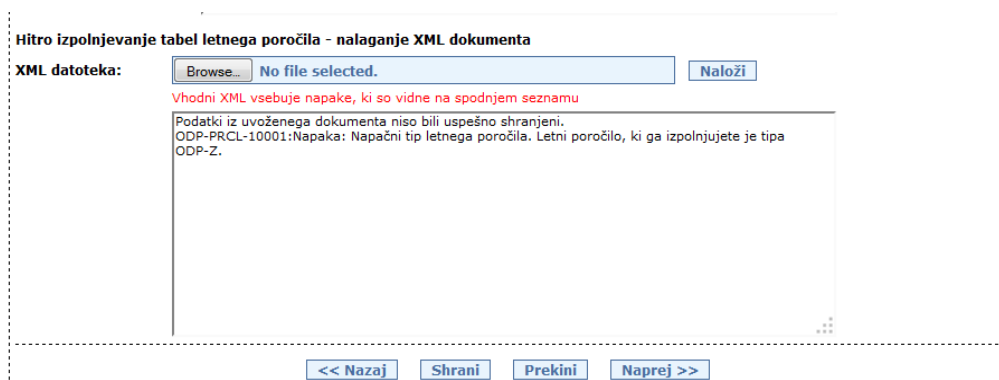 Hitro izpolnjevanje tabel letnega poročila - nalaganje XML dokumenta
XML datoteka: Browse... No file selected. Naloži
Vhodni XML vsebuje napake, ki so vidne na spodnjem seznamu
Podatki iz uvoženega dokumenta niso bili uspešno shranjeni.
ODP-PRCL-10001:Napaka: Napačni tip letnega poročila. Letni poročilo, ki ga izpolnjujete je tipa
ODP-Z.
<< Nazaj Shrani Prekini Naprej >>